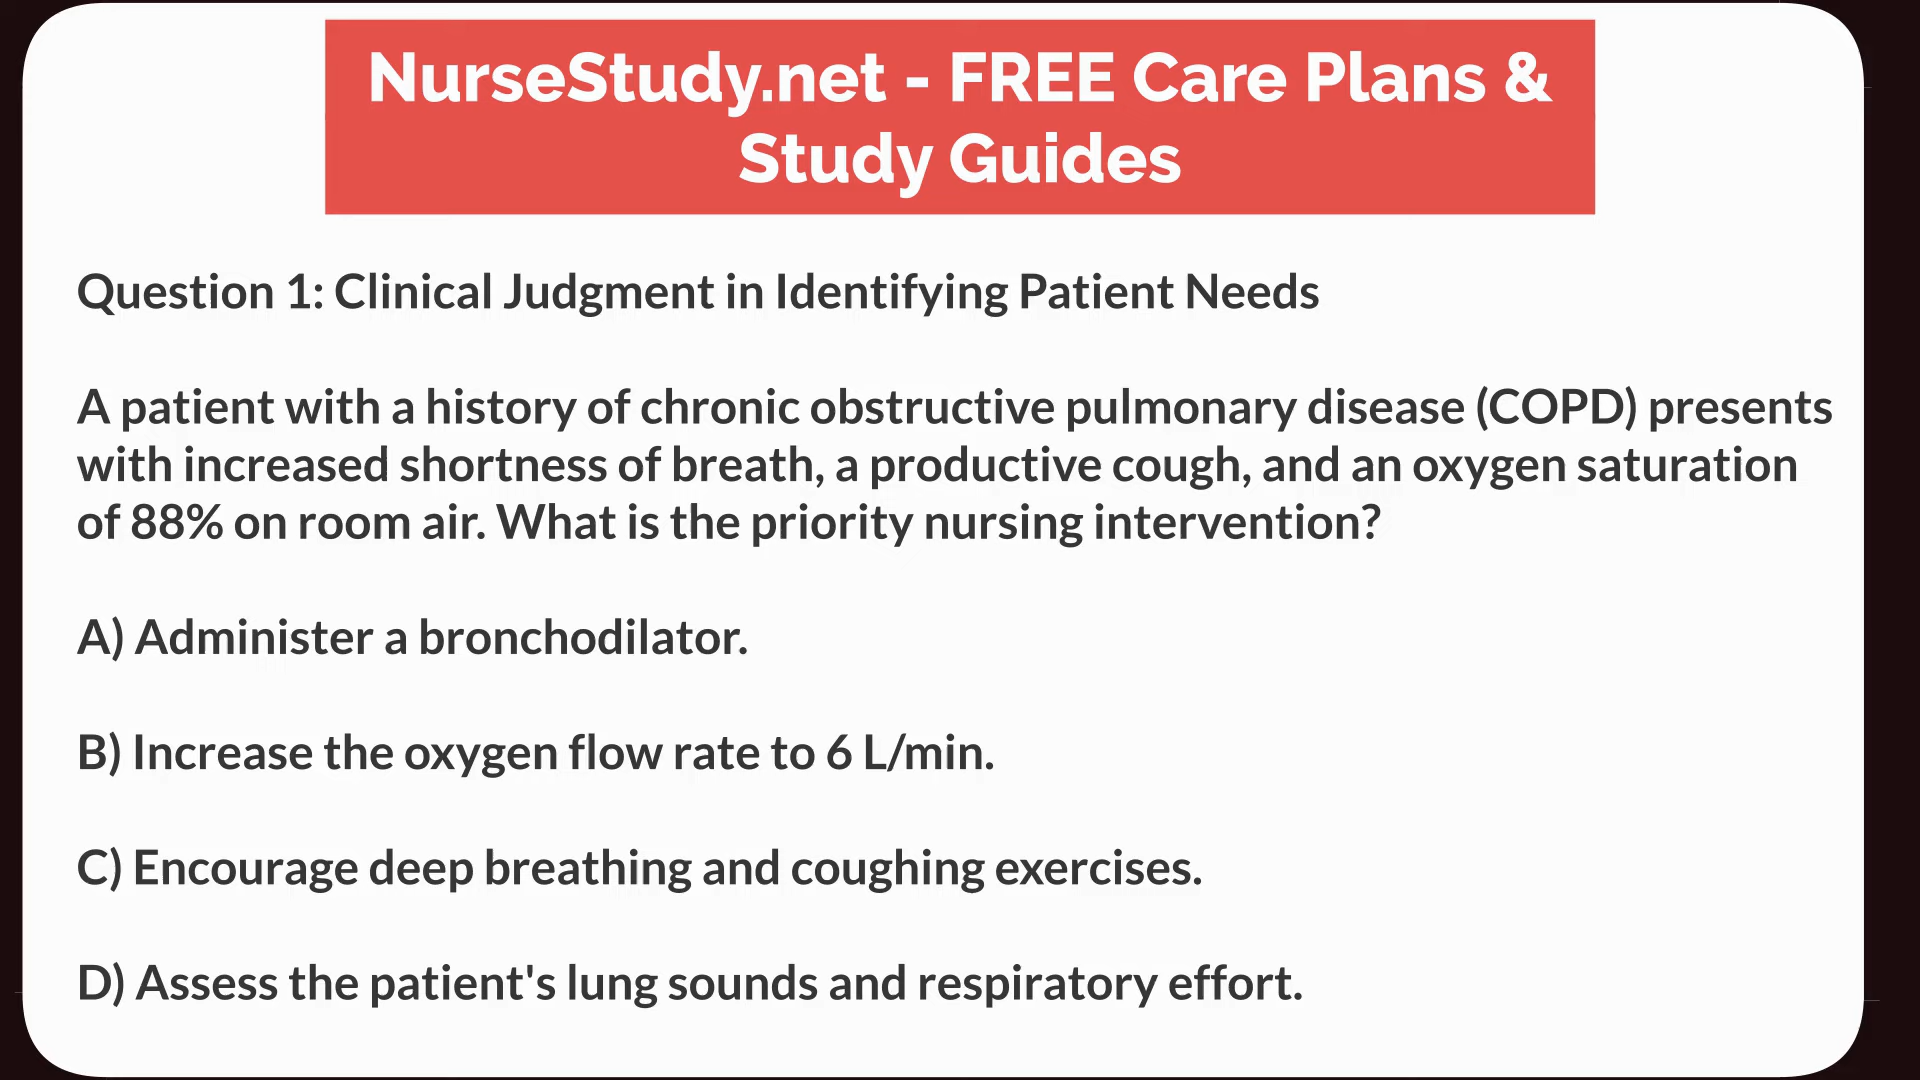 NurseStudy.net - FREE Care Plans &
Study Guides
Question 1: Clinical Judgment in Identifying Patient Needs
A patient with a history of chronic obstructive pulmonary disease (COPD) presents
with increased shortness of breath, a productive cough, and an oxygen saturation
of 88% on room air. What is the priority nursing intervention?
A) Administer a bronchodilator.
B) Increase the oxygen flow rate to 6 L/min.
C) Encourage deep breathing and coughing exercises.
D) Assess the patient's lung sounds and respiratory effort.